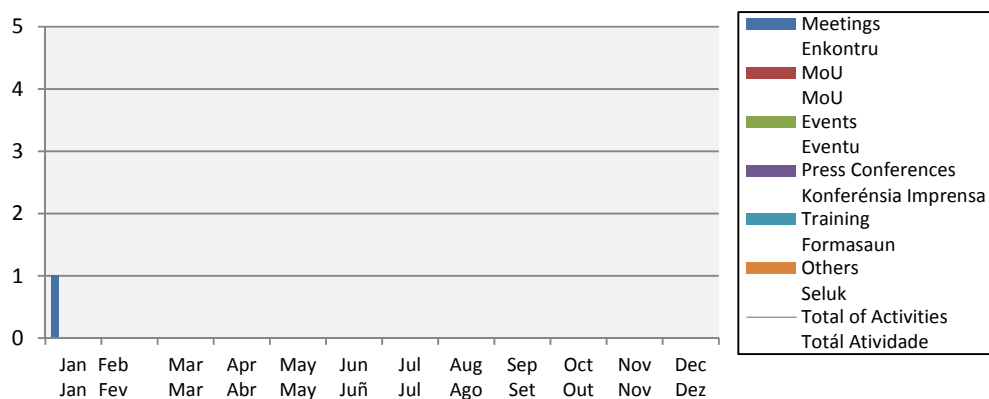 5
4
3
2
1
0
Jan Feb Mar Apr May Jun Jul Aug Sep Oct Nov Dec
Jan Fev Mar Abr May Juñ Jul Ago Set Out Nov Dez
Meetings
Enkontru
MoU
MoU
Events
Eventu
Press Conferences
Konferénsia Imprensa
Training
Formasaun
Others
Seluk
Total of Activities
Totál Atividade